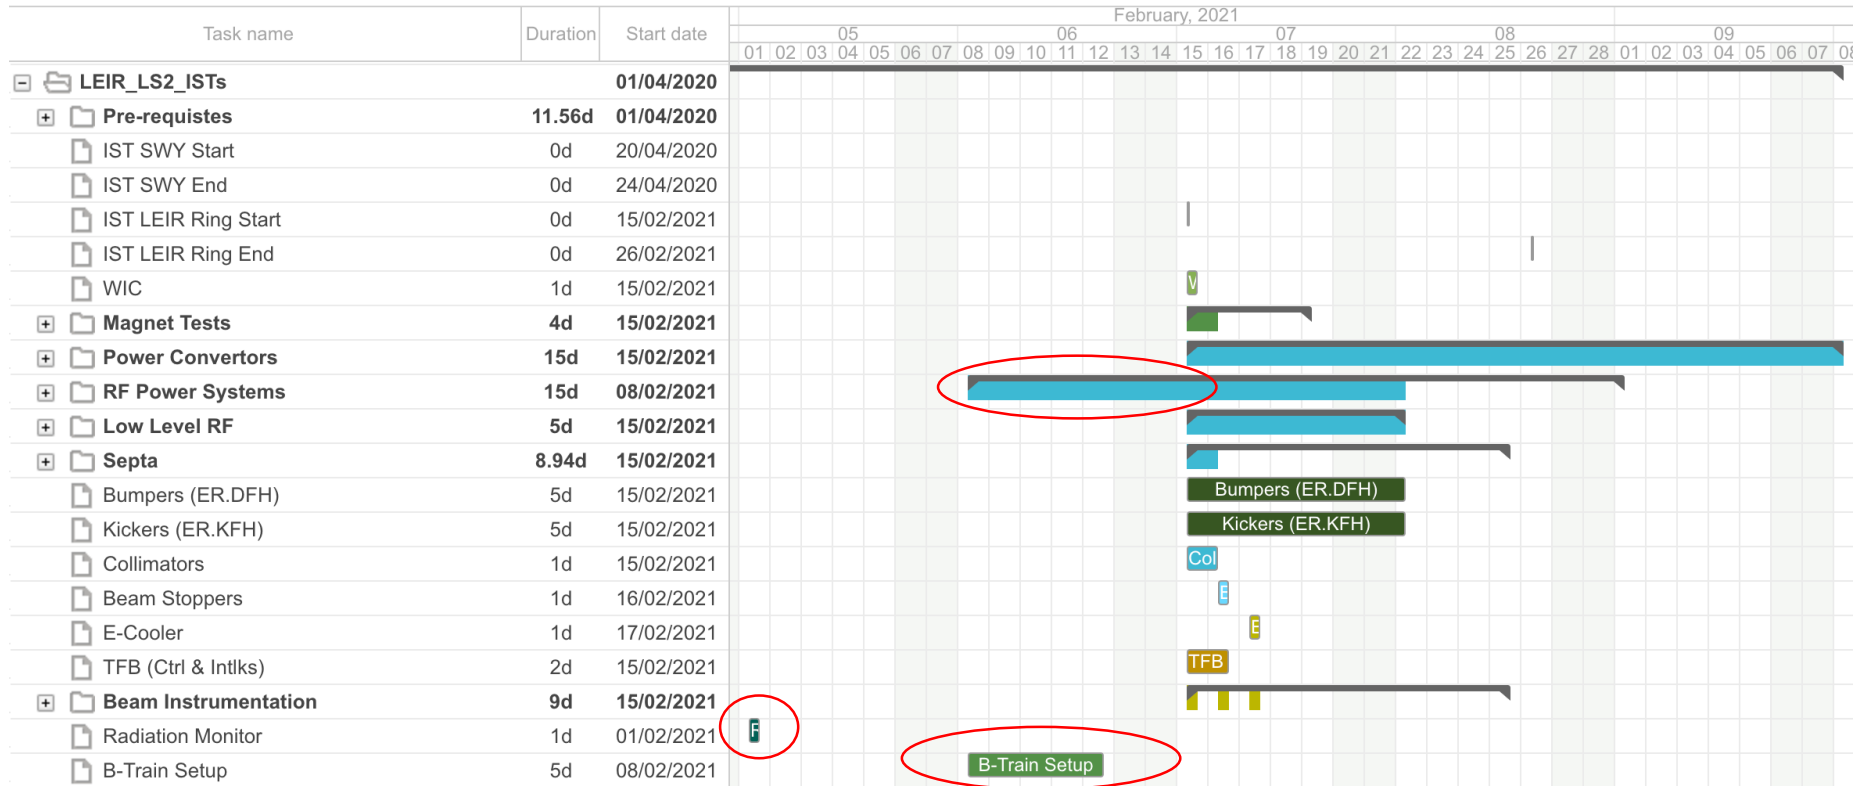 February, 2021
Task name Duration Start date 05 06 07 08 09
01 02 03 04 05 06 07 08 09 10 11 12 13 14 15 16 17 18 19 20 21 22 23 24 25 26 27 28 01 02 03 04 05 06 07
LEIR_LS2_ISTs 01/04/2020
Pre-requistes 11.56d 01/04/2020
IST SWY Start 0d 20/04/2020
IST SWY End 0d 24/04/2020
IST LEIR Ring Start 0d 15/02/2021
IST LEIR Ring End 0d 26/02/2021
WIC 1d 15/02/2021
Magnet Tests 4d 15/02/2021
Power Convertors 15d 15/02/2021
RF Power Systems 15d 08/02/2021
Low Level RF 5d 15/02/2021
Septa 8.94d 15/02/2021
Bumpers (ER.DFH) 5d 15/02/2021 Bumpers (ER.DFH)
Kickers (ER.KFH) 5d 15/02/2021 Kickers (ER.KFH)
Collimators 1d 15/02/2021 Col
Beam Stoppers 1d 16/02/2021
E-Cooler 1d 17/02/2021 E
TFB (Ctrl & Intlks) 2d 15/02/2021 TFB
Beam Instrumentation 9d 15/02/2021
Radiation Monitor 1d 01/02/2021
B-Train Setup 5d 08/02/2021 B-Train Setup